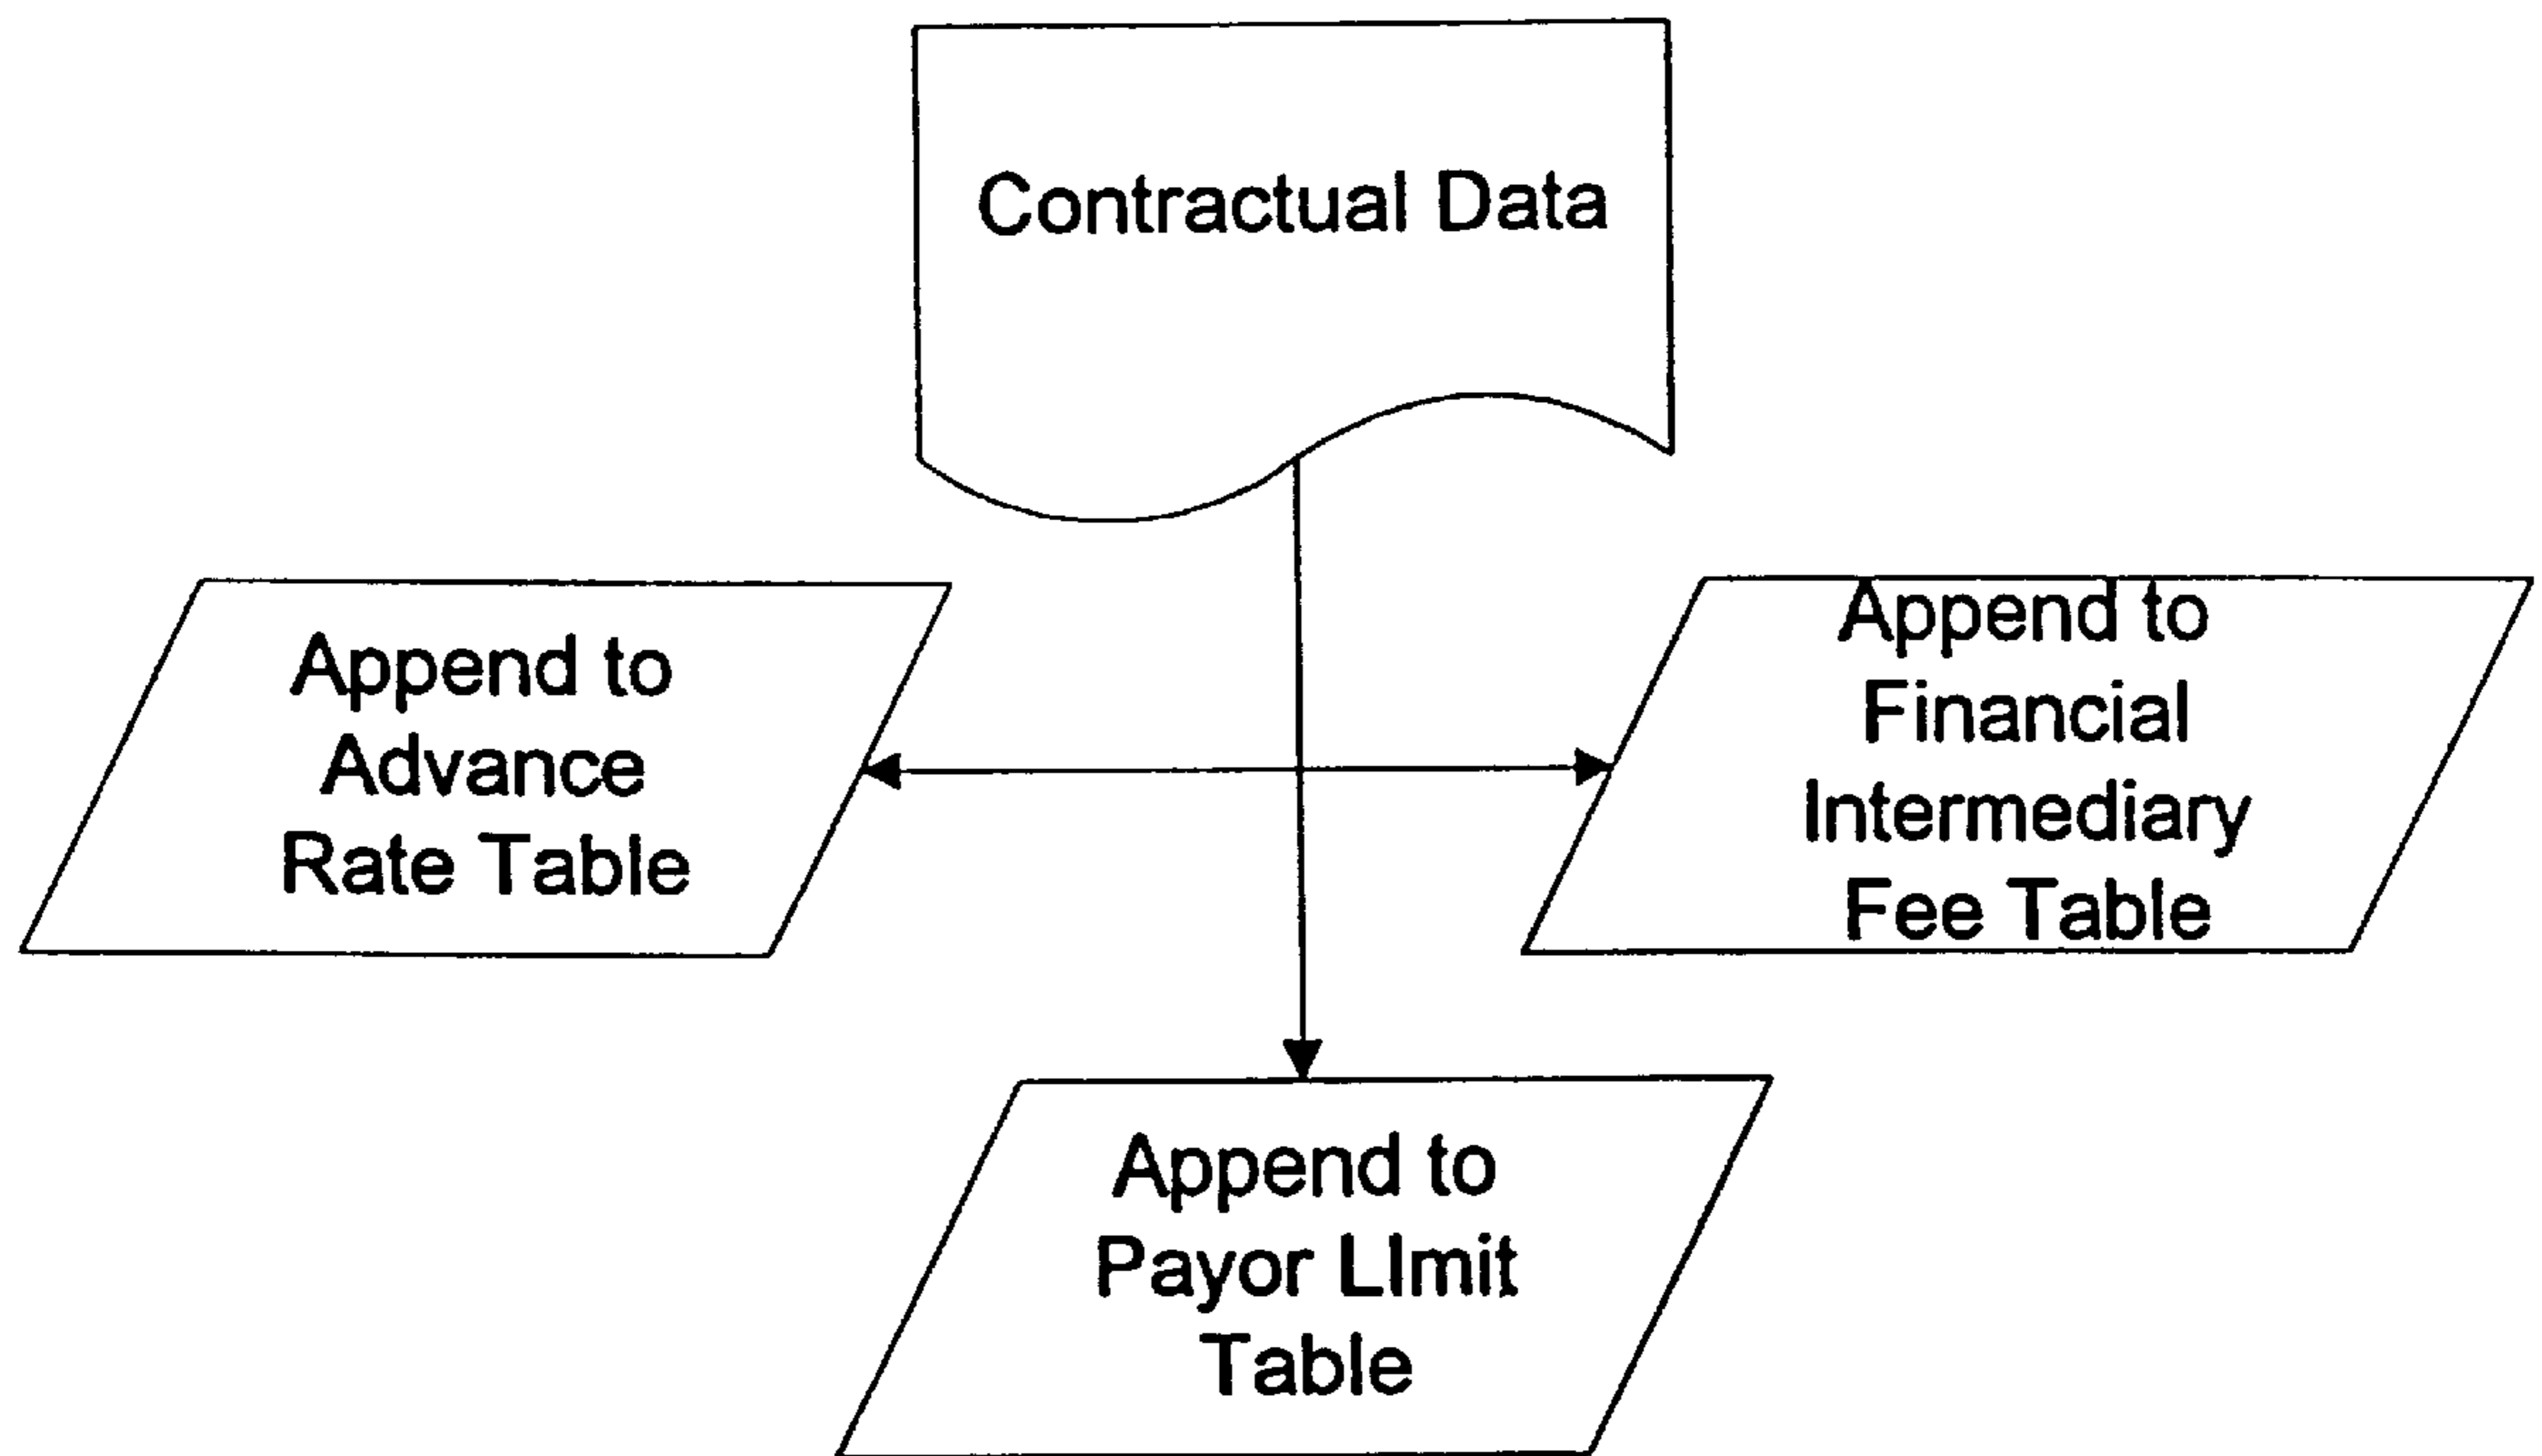 Contractual Data
Append to
Advance
Rate Table
Append to
Financial
Intermediary
Fee Table
Append to
Payor LImit
Table